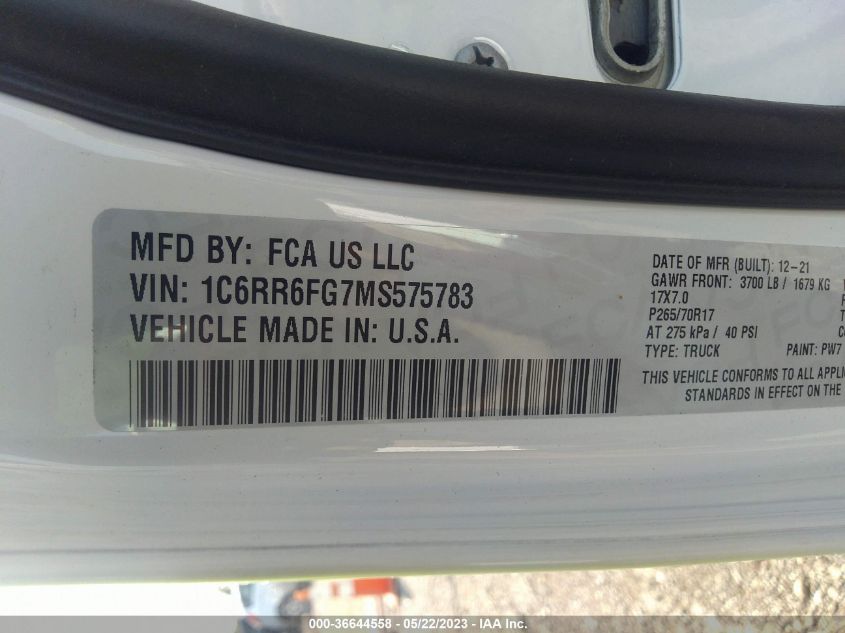 MFD BY: FCA US LLC
VIN: 1C6RR6FG7MS575783
VEHICLE MADE IN: U.S.A.
DATE OF MFR (BUILT): 12-21
GAWR FRONT: 3700 LB / 1679 KG
17X7.0
P265/70R17
AT 275 kPa / 40 PSI
TYPE: TRUCK PAINT: PW7
THIS VEHICLE CONFORMS TO ALL
STANDARDS IN EFFECT ON THE
000-36644558 - 05/22/2023 - IAA Inc.